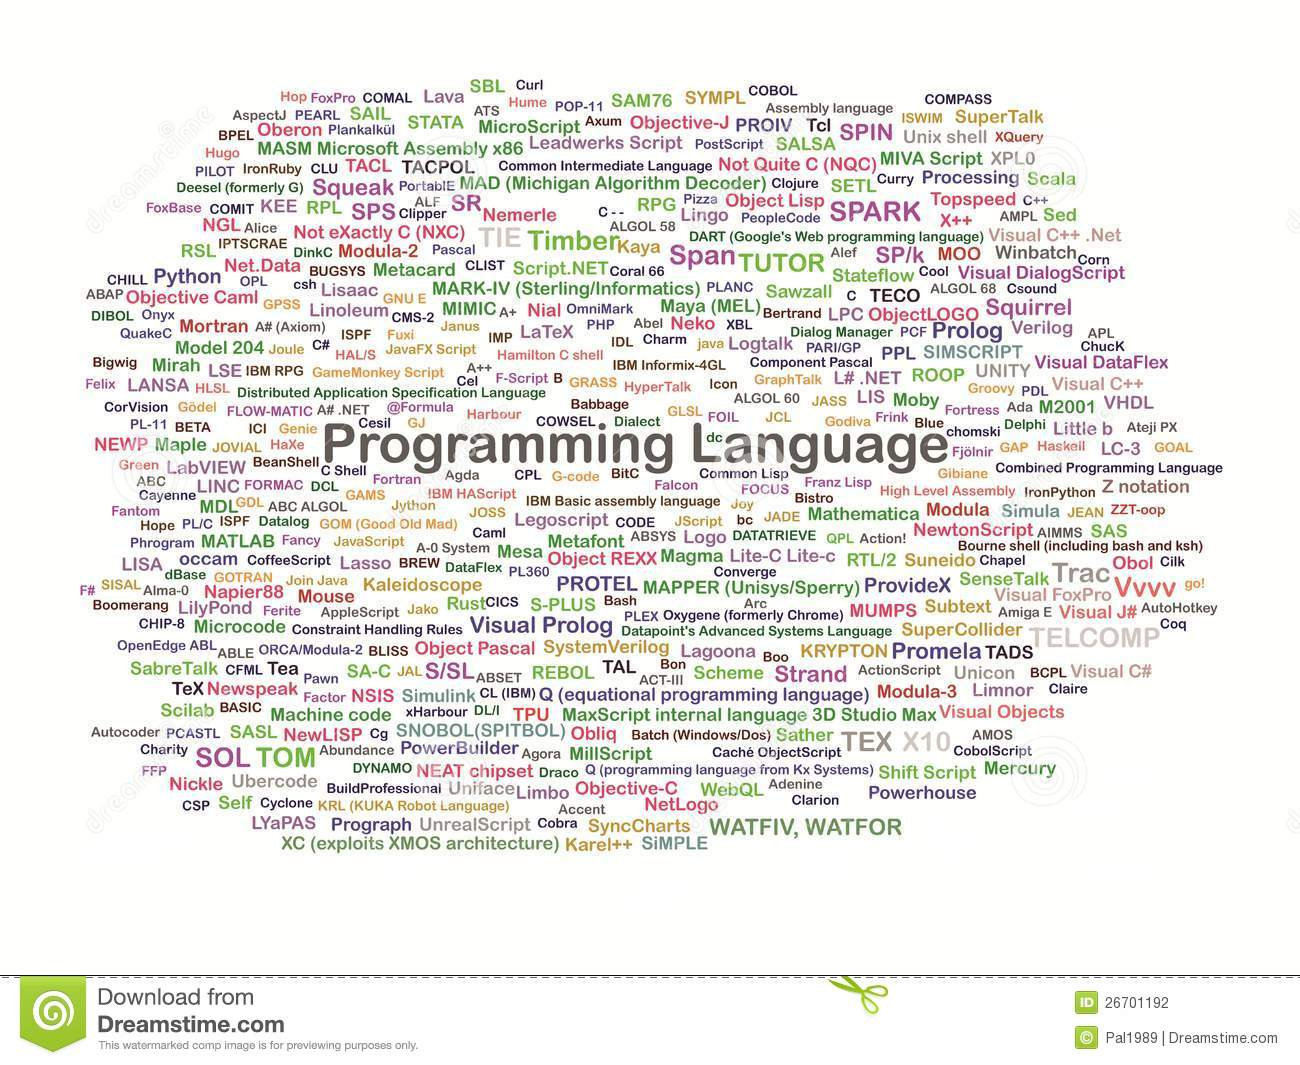 SBL Curl
Hop FoxPro COMAL Lava ATS Hume POP-11 SAM76 SYMPL COBOL Assembly language COMPASS
AspectJ PEARL SAIL STATA MicroScript Axum Objective-J PROIV Tcl SPIN ISWIM SuperTalk
BPEL Oberon Plankalkül Leadwerks Script PostScript SALSA Unix shell XQuery
Hugo MASM Microsoft Assembly x86 Common Intermediate Language Not Quite C (NQC) MIVA Script XPL0
PILOT IronRuby CLU TACL TACPOL
Deesel (formerly G) Squeak PortablE MAD (Michigan Algorithm Decoder) Clojure SETL Curry Processing Scala
FoxBase COMIT KEE RPL SPS Clipper ALF SR Nemerle C-- RPG Pizza Lingo Object Lisp PeopleCode SPARK Topspeed C++
NGL Alice Not eXactly C (NXC) TIE Timber ALGOL 58 X++ AMPL Sed
RSL IPTSCRAE DinkC Modula-2 Pascal Kaya DART (Google's Web programming language) Visual C++ .Net
CHILL Python Net.Data BUGSYS Metacard CLIST Script.NET Coral 66 Span TUTOR Alef SP/k MOO Winbatch Corn
OPL csh Lisaac MARK-IV (Sterling/Informatics) PLANC Sawzall Stateflow Cool Visual DialogScript
ABAP Objective Caml GPSS Linoleum GNU E MIMIC A+ Nial OmniMark Maya (MEL) Bertrand C TECO ALGOL 68 Csound
DIBOL Onyx CMS-2 LPC ObjectLOGO Squirrel
QuakeC Mortran A# (Axiom) ISPF Fuxi Janus IMP LaTeX PHP Abel Neko XBL Dialog Manager PCF Prolog Verilog APL
Model 204 Joule C# HAL/S JavaFX Script Hamilton C shell IDL Charm java Logtalk PARI/GP PPL SIMSCRIPT ChucK
Bigwig Mirah LSE IBM RPG GameMonkey Script A++ IBM Informix-4GL Component Pascal Visual DataFlex
Felix LANSA HLSL Cel F-Script B GRASS HyperTalk Icon GraphTalk L# .NET ROOP UNITY Visual C++
Distributed Application Specification Language ALGOL 60 JASS LIS Moby Groovy PDL
CorVision Gödel FLOW-MATIC A# .NET @Formula Harbour Babbage GLSL FOIL JCL Fortress Ada M2001 VHDL
PL-11 BETA ICI Genie Cesil GJ COWSEL Dialect Godiva Frink Blue chomski Delphi Little b Ateji PX
NEWP Maple JOVIAL HaXe Programming Language dc Fjölnir GAP Haskell LC-3 GOAL
Green LabVIEW BeanShell C Shell Fortran Agda CPL G-code BitC Common Lisp Gibiane Combined Programming Language
ABC LINC FORMAC DCL Falcon FOCUS Franz Lisp
Cayenne GAMS IBM HAScript High Level Assembly IronPython Z notation
Fantom MDL GDL ABC ALGOL Jython IBM Basic assembly language Joy Bistro
Hope PL/C ISPF Datalog GOM (Good Old Mad) JOSS Legoscript CODE JScript bc JADE Mathematica Modula Simula JEAN ZZT-oop
Phrogram MATLAB Fancy JavaScript Caml Metafont ABSYS Logo DATATRIEVE QPL Action! NewtonScript AIMMS SAS
LISA occam CoffeeScript Lasso A-0 System BREW Mesa Object REXX Magma Lite-C Lite-c RTL/2 Suneido Bourne shell (including bash and ksh)
dBase GOTRAN Join Java DataFlex PL360 Converge Chapel Obol Cilk
F# SISAL Alma-0 Napier88 Mouse Kaleidoscope PROTEL MAPPER (Unisys/Sperry) ProvideX SenseTalk Trac Vvvv go!
Boomerang LilyPond Ferite AppleScript Jako Rust CICS S-PLUS Bash Arc Visual FoxPro
CHIP-8 Microcode Constraint Handling Rules Visual Prolog PLEX Oxygene (formerly Chrome) MUMPS Subtext Amiga E Visual J# AutoHotkey
Datapoint's Advanced Systems Language SuperCollider TELCOMP Coq
OpenEdge ABL ABLE ORCA/Modula-2 BLISS Object Pascal SystemVerilog Lagoona Boo KRYPTON Promela TADS
SabreTalk CFML Tea Pawn SA-C JAL S/SL ABSET REBOL TAL Bon ACT-III Scheme Strand ActionScript Unicon BCPL Visual C#
TeX Newspeak Factor NSIS Simulink CL (IBM) Q (equational programming language) Modula-3 Limnor Claire
Scilab BASIC Machine code xHarbour DL/I TPU MaxScript internal language 3D Studio Max Visual Objects
Autocoder PCASTL SASL NewLISP Cg SNOBOL(SPITBOL) Obliq Batch (Windows/Dos) Sather TEX X10 AMOS
Charity SOL TOM Abundance PowerBuilder Agora MillScript Caché ObjectScript CobolScript
FFP DYNAMO NEAT chipset Draco Q (programming language from Kx Systems) Shift Script Mercury
Nickle Ubercode BuildProfessional Uniface Limbo Objective-C WebQL Adenine Powerhouse
CSP Self Cyclone KRL (KUKA Robot Language) Accent NetLogo Clarion
LYaPAS Prograph UnrealScript Cobra SyncCharts WATFIV, WATFOR
XC (exploits XMOS architecture) Karel++ SiMPLE
Download from
Dreamstime.com
This watermarked comp image is for previewing purposes only.
ID 26701192
© Pal1989 | Dreamstime.com